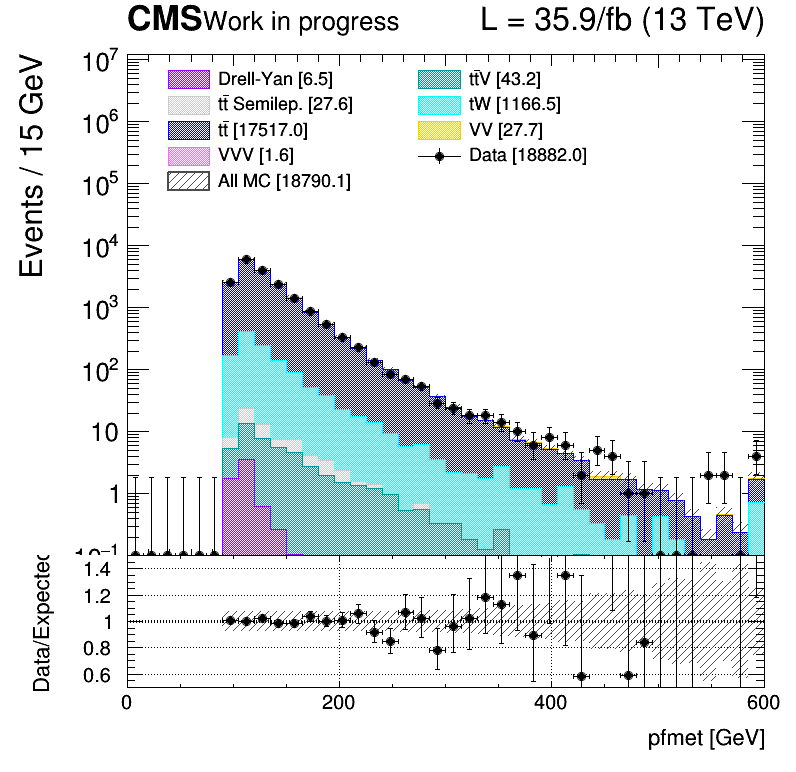 CMS Work in progress L = 35.9/fb (13 TeV)
Events / 15 GeV
10⁷
10⁶
10⁵
10⁴
10³
10²
10
1
10⁻¹
Drell-Yan [6.5]
tt̄ Semilep. [27.6]
tt̄ [17517.0]
VVV [1.6]
All MC [18790.1]
tt̄V [43.2]
tW [1166.5]
VV [27.7]
Data [18882.0]
Data/Expected
1.4
1.2
1
0.8
0.6
0 200 400 600
pfmet [GeV]